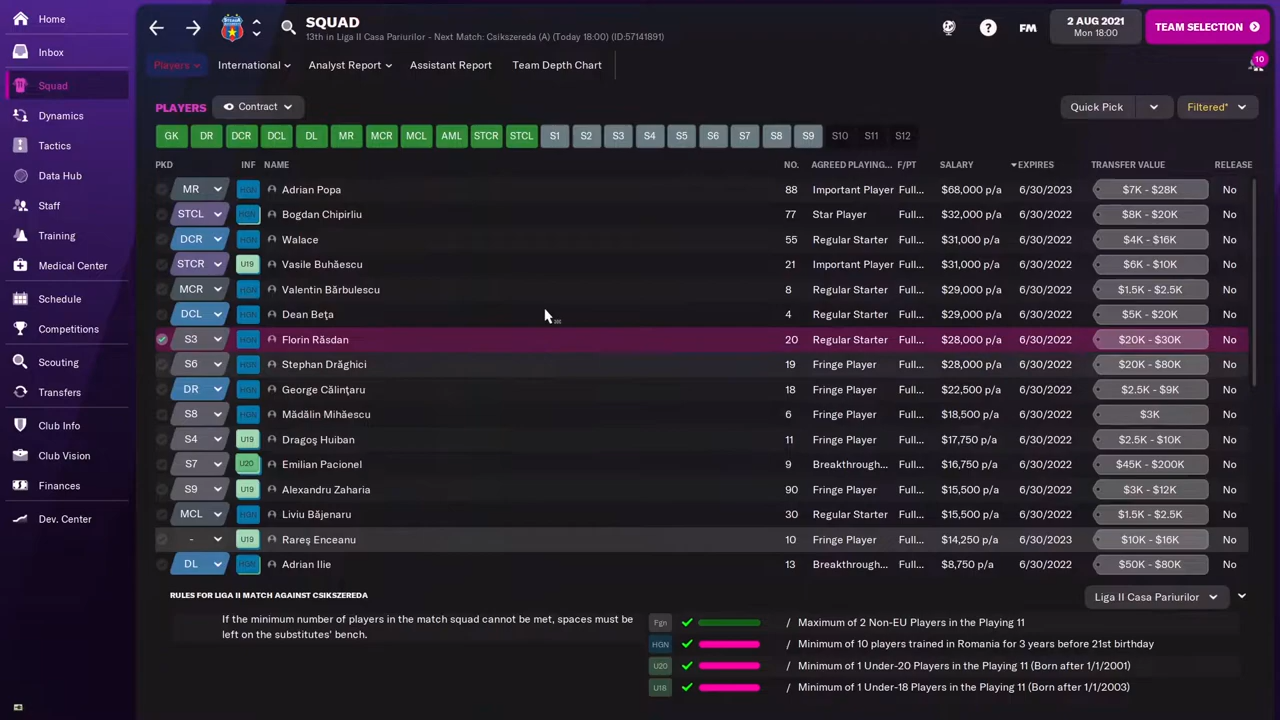 Home
SQUAD
13th in Liga II Casa Pariurilor - Next Match: Csikszereda (A) (Today 18:00) (ID:57141891)
FM
2 AUG 2021
Mon 18:00
TEAM SELECTION
Inbox
Squad
Dynamics
Tactics
Data Hub
Staff
Training
Medical Center
Schedule
Competitions
Scouting
Transfers
Club Info
Club Vision
Finances
Dev. Center
Players International Analyst Report Assistant Report Team Depth Chart
10
PLAYERS Contract Quick Pick Filtered*
GK DR DCR DCL DL MR MCR MCL AML STCR STCL S1 S2 S3 S4 S5 S6 S7 S8 S9 S10 S11 S12
PKD INF NAME NO. AGREED PLAYING... F/PT SALARY EXPIRES TRANSFER VALUE RELEASE
MR HGN Adrian Popa 88 Important Player Full... $68,000 p/a 6/30/2023 $7K - $28K No
STCL HGN Bogdan Chipirliu 77 Star Player Full... $32,000 p/a 6/30/2022 $8K - $20K No
DCR HGN Walace 55 Regular Starter Full... $31,000 p/a 6/30/2022 $4K - $16K No
STCR U19 Vasile Buhăescu 21 Important Player Full... $31,000 p/a 6/30/2022 $6K - $10K No
MCR HGN Valentin Bărbulescu 8 Regular Starter Full... $29,000 p/a 6/30/2022 $1.5K - $2.5K No
DCL HGN Dean Beţa 4 Regular Starter Full... $29,000 p/a 6/30/2022 $5K - $20K No
S3 HGN Florin Răsdan 20 Regular Starter Full... $28,000 p/a 6/30/2022 $20K - $30K No
S6 HGN Stephan Drăghici 19 Fringe Player Full... $28,000 p/a 6/30/2022 $20K - $80K No
DR HGN George Călinţaru 18 Fringe Player Full... $22,500 p/a 6/30/2022 $2.5K - $9K No
S8 HGN Mădălin Mihăescu 6 Fringe Player Full... $18,500 p/a 6/30/2022 $3K No
S4 U19 Dragoş Huiban 11 Fringe Player Full... $17,750 p/a 6/30/2022 $2.5K - $10K No
S7 U20 Emilian Pacionel 9 Breakthrough... Full... $16,750 p/a 6/30/2022 $45K - $200K No
S9 U19 Alexandru Zaharia 90 Fringe Player Full... $15,500 p/a 6/30/2022 $3K - $12K No
MCL HGN Liviu Băjenaru 30 Regular Starter Full... $15,500 p/a 6/30/2022 $1.5K - $2.5K No
- U19 Rareş Enceanu 10 Fringe Player Full... $14,250 p/a 6/30/2023 $10K - $16K No
DL HGN Adrian Ilie 13 Breakthrough... Full... $8,750 p/a 6/30/2022 $50K - $80K No
RULES FOR LIGA II MATCH AGAINST CSIKSZEREDA Liga II Casa Pariurilor
If the minimum number of players in the match squad cannot be met, spaces must be
left on the substitutes' bench.
Fgn / Maximum of 2 Non-EU Players in the Playing 11
HGN / Minimum of 10 players trained in Romania for 3 years before 21st birthday
U20 / Minimum of 1 Under-20 Players in the Playing 11 (Born after 1/1/2001)
U18 / Minimum of 1 Under-18 Players in the Playing 11 (Born after 1/1/2003)